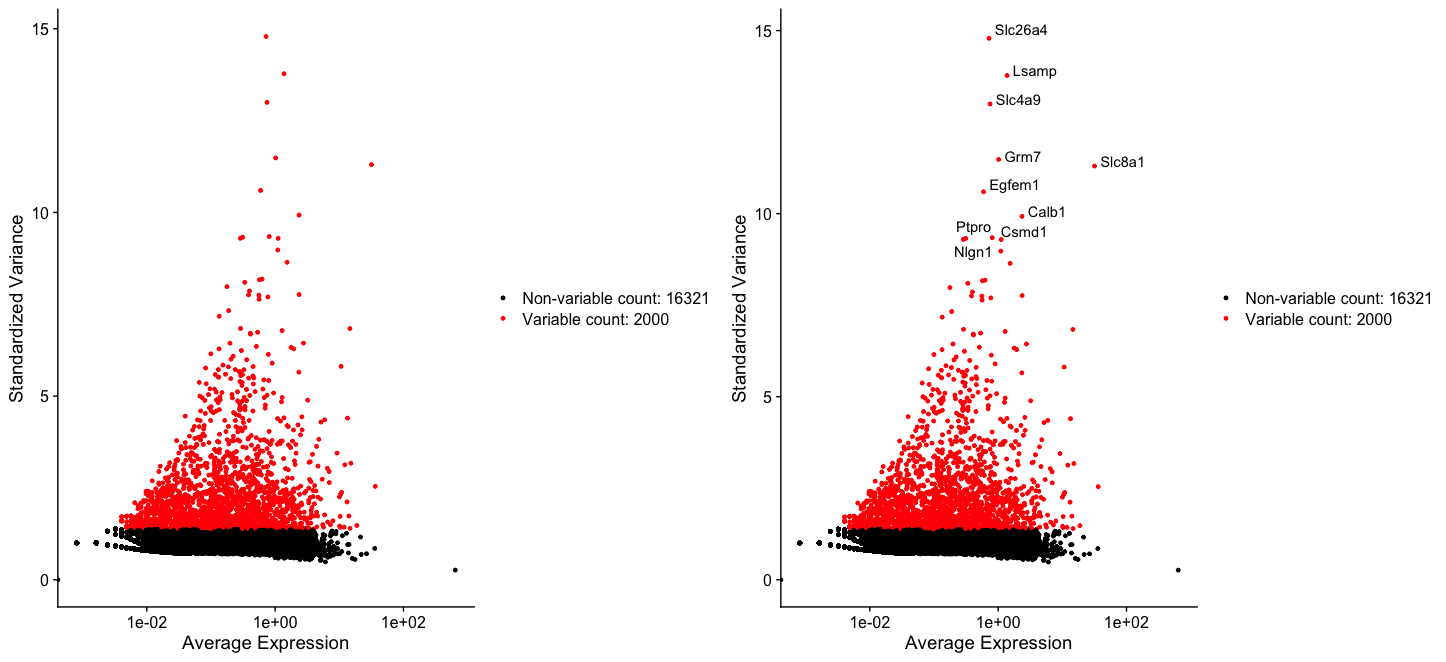 15
10
5
0
Standardized Variance
1e-02
1e+00
1e+02
Average Expression
Non-variable count: 16321
Variable count: 2000
15
10
5
0
Standardized Variance
Slc26a4
Lsamp
Slc4a9
Grm7
Slc8a1
Egfem1
Calb1
Ptpro
Csmd1
Nlgn1
1e-02
1e+00
1e+02
Average Expression
Non-variable count: 16321
Variable count: 2000